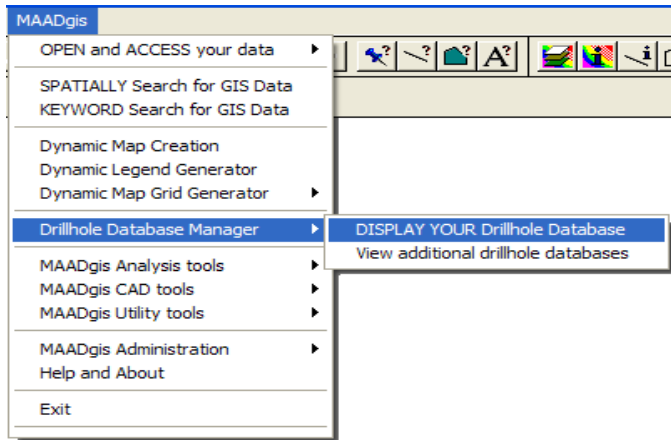 MAADgis
OPEN and ACCESS your data
SPATIALLY Search for GIS Data
KEYWORD Search for GIS Data
Dynamic Map Creation
Dynamic Legend Generator
Dynamic Map Grid Generator
Drillhole Database Manager
DISPLAY YOUR Drillhole Database
View additional drillhole databases
MAADgis Analysis tools
MAADgis CAD tools
MAADgis Utility tools
MAADgis Administration
Help and About
Exit